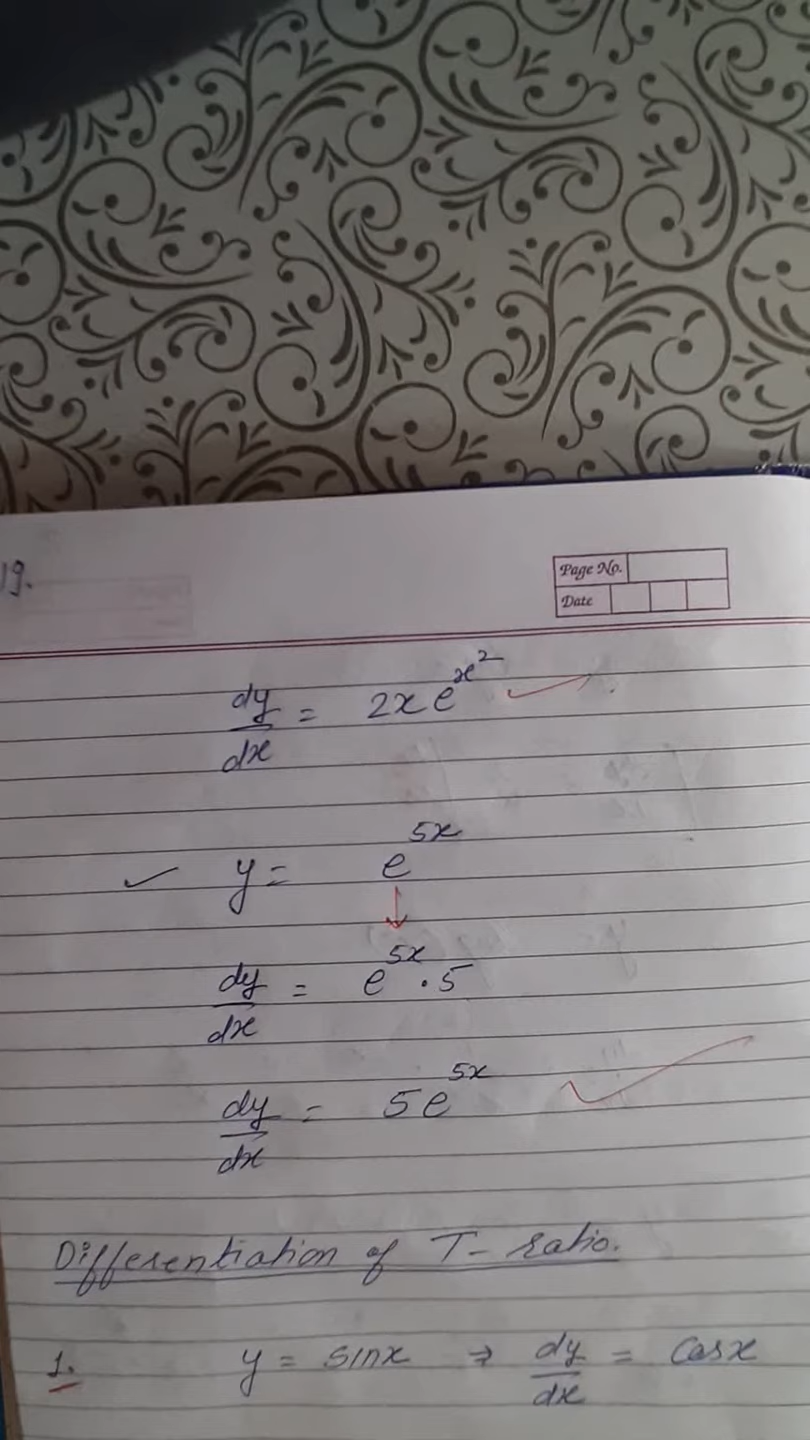 19.
Page No.
Date
dy/dx = 2x e^x²
y = e^5x
dy/dx = e^5x . 5
dy/dx = 5e^5x
Differentiation of T-ratio.
1. y = sinx ⇒ dy/dx = Cosx